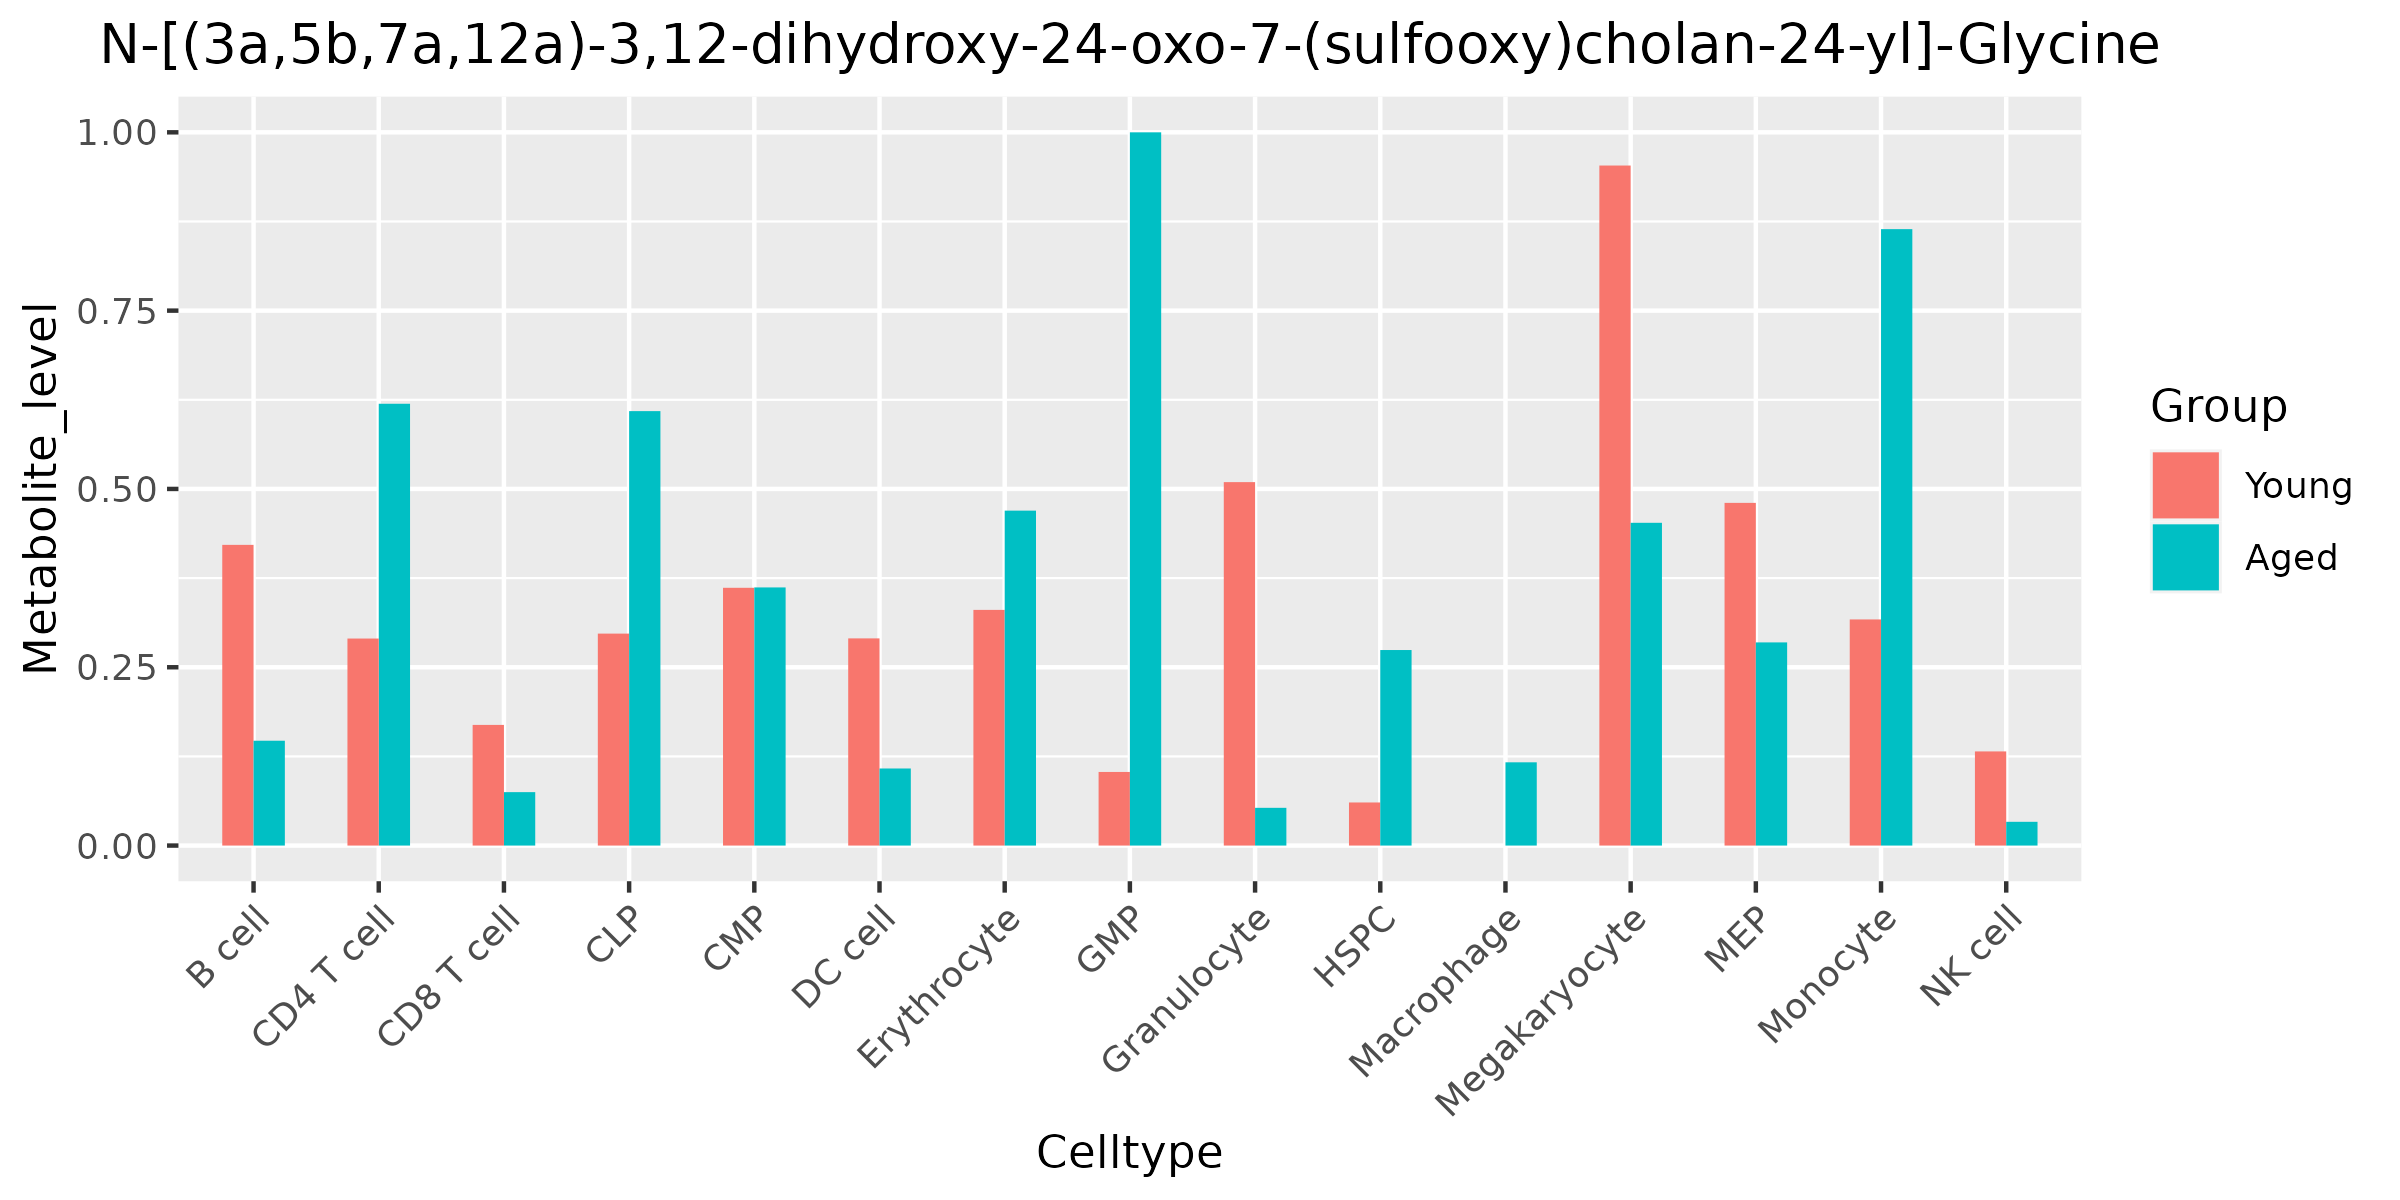 N-[(3a,5b,7a,12a)-3,12-dihydroxy-24-oxo-7-(sulfooxy)cholan-24-yl]-Glycine
Metabolite_level
1.00
0.75
0.50
0.25
0.00
B cell
CD4 T cell
CD8 T cell
CLP
CMP
DC cell
Erythrocyte
GMP
Granulocyte
HSPC
Macrophage
Megakaryocyte
MEP
Monocyte
NK cell
Celltype
Group
Young
Aged